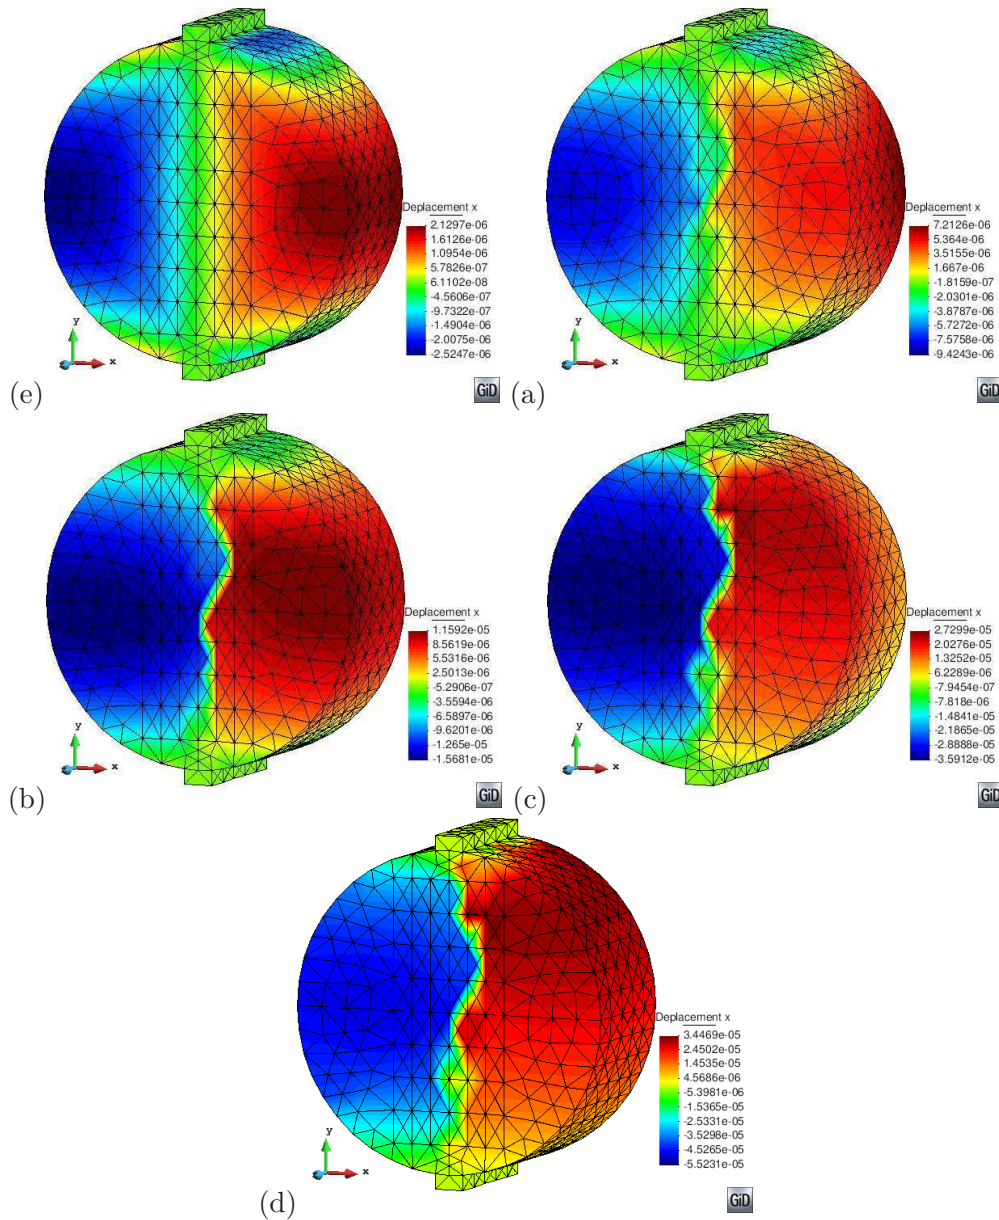 Deplacement x
2.1297e-06
1.6126e-06
1.0954e-06
5.7826e-07
6.1102e-08
-4.5606e-07
-9.7322e-07
-1.4904e-06
-2.0075e-06
-2.5247e-06
y
x
GiD
(e)
Deplacement x
7.2126e-06
5.364e-06
3.5155e-06
1.667e-06
-1.8159e-07
-2.0301e-06
-3.8787e-06
-5.7272e-06
-7.5758e-06
-9.4243e-06
y
x
GiD
(a)
Deplacement x
1.1592e-05
8.5619e-06
5.5316e-06
2.5013e-06
-5.2906e-07
-3.5594e-06
-6.5897e-06
-9.6201e-06
-1.265e-05
-1.5681e-05
y
x
GiD
(b)
Deplacement x
2.7299e-05
2.0276e-05
1.3252e-05
6.2289e-06
-7.9454e-07
-7.818e-06
-1.4841e-05
-2.1865e-05
-2.8888e-05
-3.5912e-05
y
x
GiD
(c)
Deplacement x
3.4469e-05
2.4502e-05
1.4535e-05
4.5686e-06
-5.3981e-06
-1.5365e-05
-2.5331e-05
-3.5298e-05
-4.5265e-05
-5.5231e-05
y
x
GiD
(d)